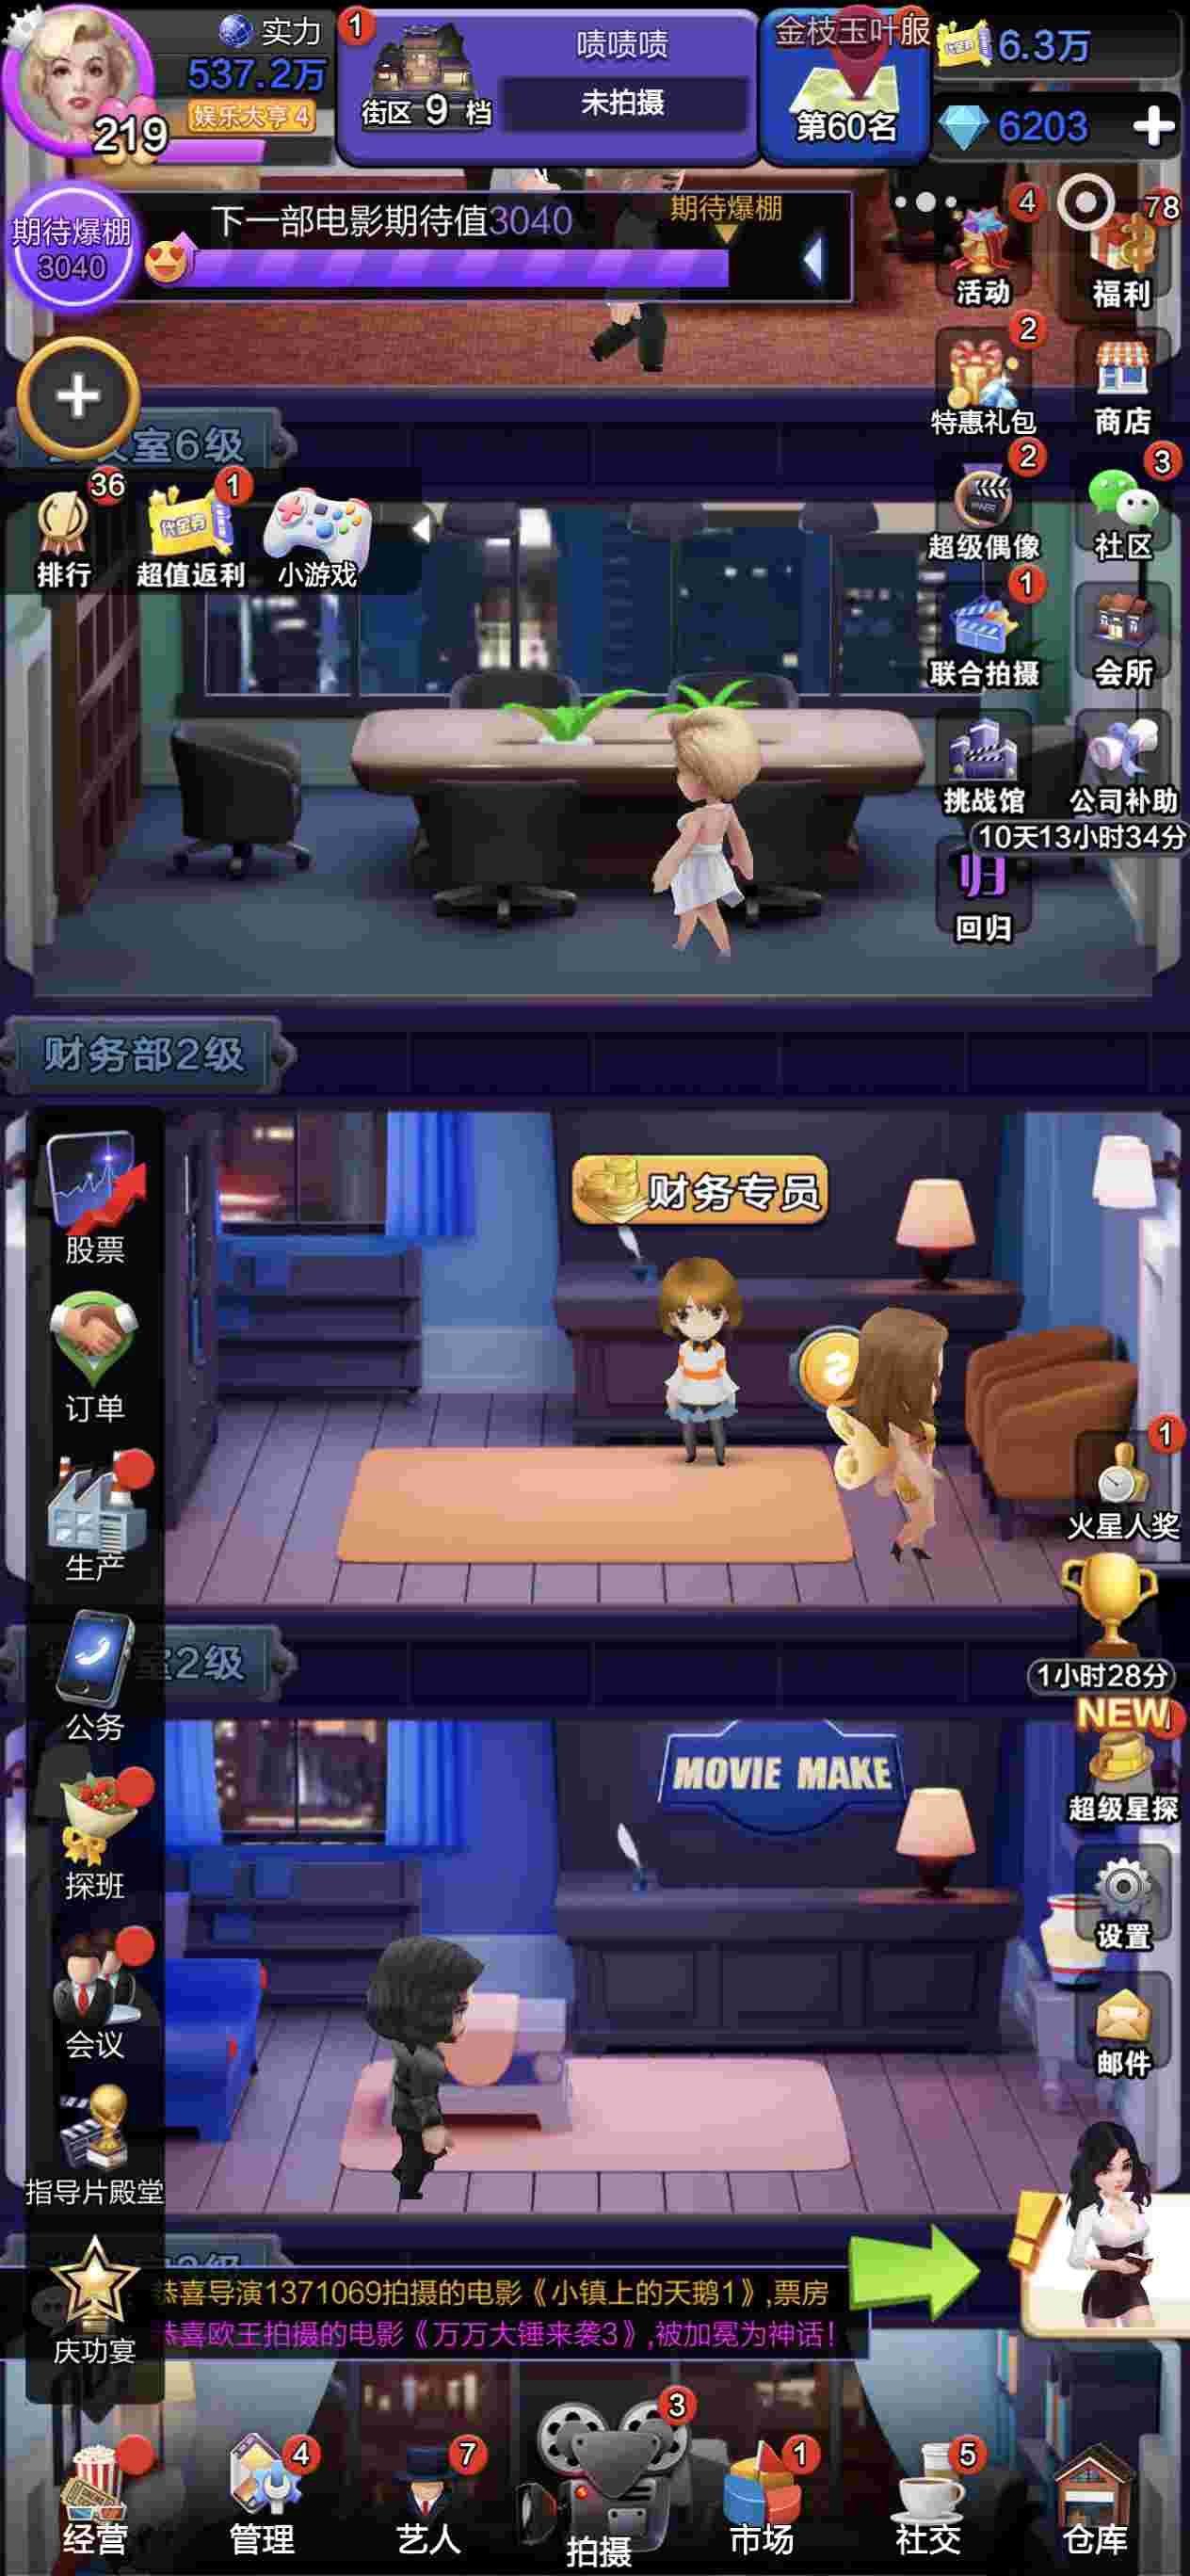 实力
537.2万
娱乐大亨 4
219
1
街区 9 档
啧啧啧
未拍摄
金枝玉叶服
第60名
6.3万
6203
期待爆棚
3040
下一部电影期待值3040
期待爆棚
4
活动
78
福利
2
特惠礼包
商店
室6级
36
排行
1
代金券
超值返利
小游戏
2
超级偶像
3
社区
1
联合拍摄
会所
挑战馆
公司补助
10天13小时34分
归
回归
财务部2级
股票
财务专员
订单
生产
1
火星人奖
室2级
1小时28分
公务
NEW
超级星探
MOVIE MAKE
探班
设置
会议
邮件
指导片殿堂
恭喜导演1371069拍摄的电影《小镇上的天鹅1》,票房
恭喜欧王拍摄的电影《万万大锤来袭3》,被加冕为神话！
庆功宴
经营
4
管理
7
艺人
3
拍摄
1
市场
5
社交
仓库